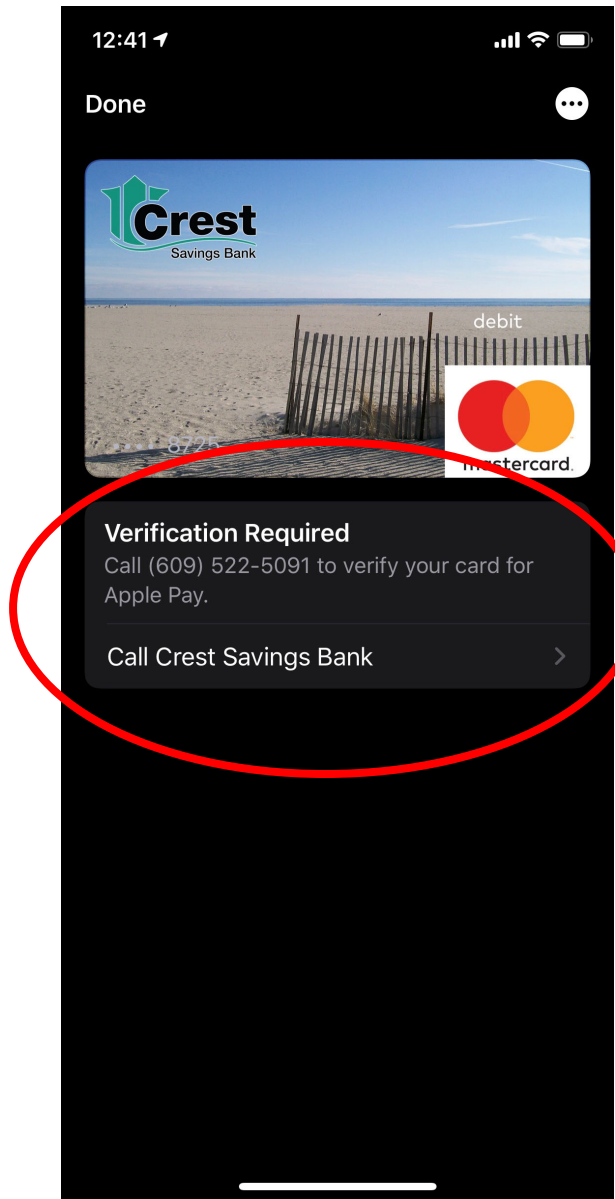 12:41
Done
Crest
Savings Bank
debit
•••• 8725
mastercard.
Verification Required
Call (609) 522-5091 to verify your card for
Apple Pay.
Call Crest Savings Bank